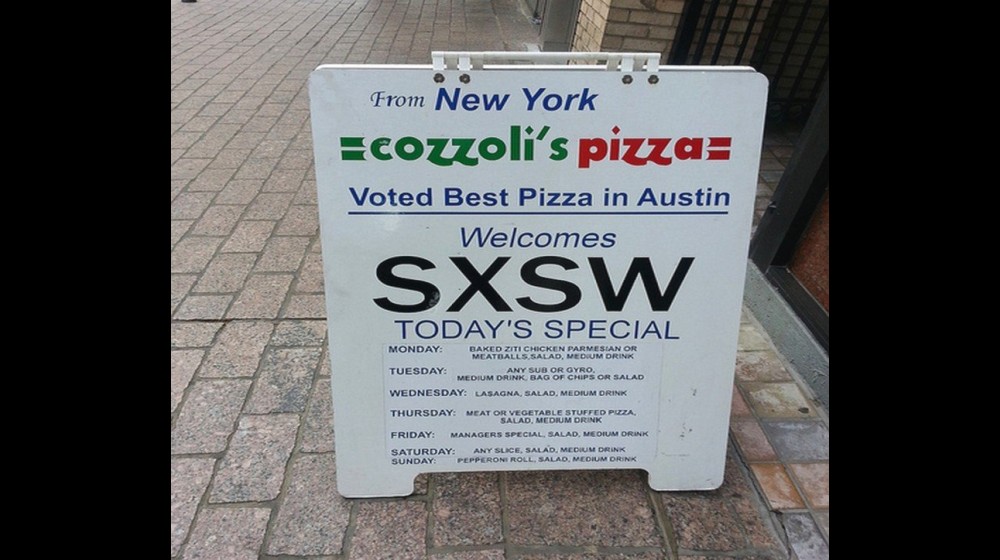 From New York
cozzoli's pizza
Voted Best Pizza in Austin
Welcomes
SXSW
TODAY'S SPECIAL
MONDAY: BAKED ZITI CHICKEN PARMESIAN OR
MEATBALLS, SALAD, MEDIUM DRINK
TUESDAY: ANY SUB OR GYRO,
MEDIUM DRINK, BAG OF CHIPS OR SALAD
WEDNESDAY: LASAGNA, SALAD, MEDIUM DRINK
THURSDAY: MEAT OR VEGETABLE STUFFED PIZZA,
SALAD, MEDIUM DRINK
FRIDAY: MANAGERS SPECIAL, SALAD, MEDIUM DRINK
SATURDAY: ANY SLICE, SALAD, MEDIUM DRINK
SUNDAY: PEPPERONI ROLL, SALAD, MEDIUM DRINK